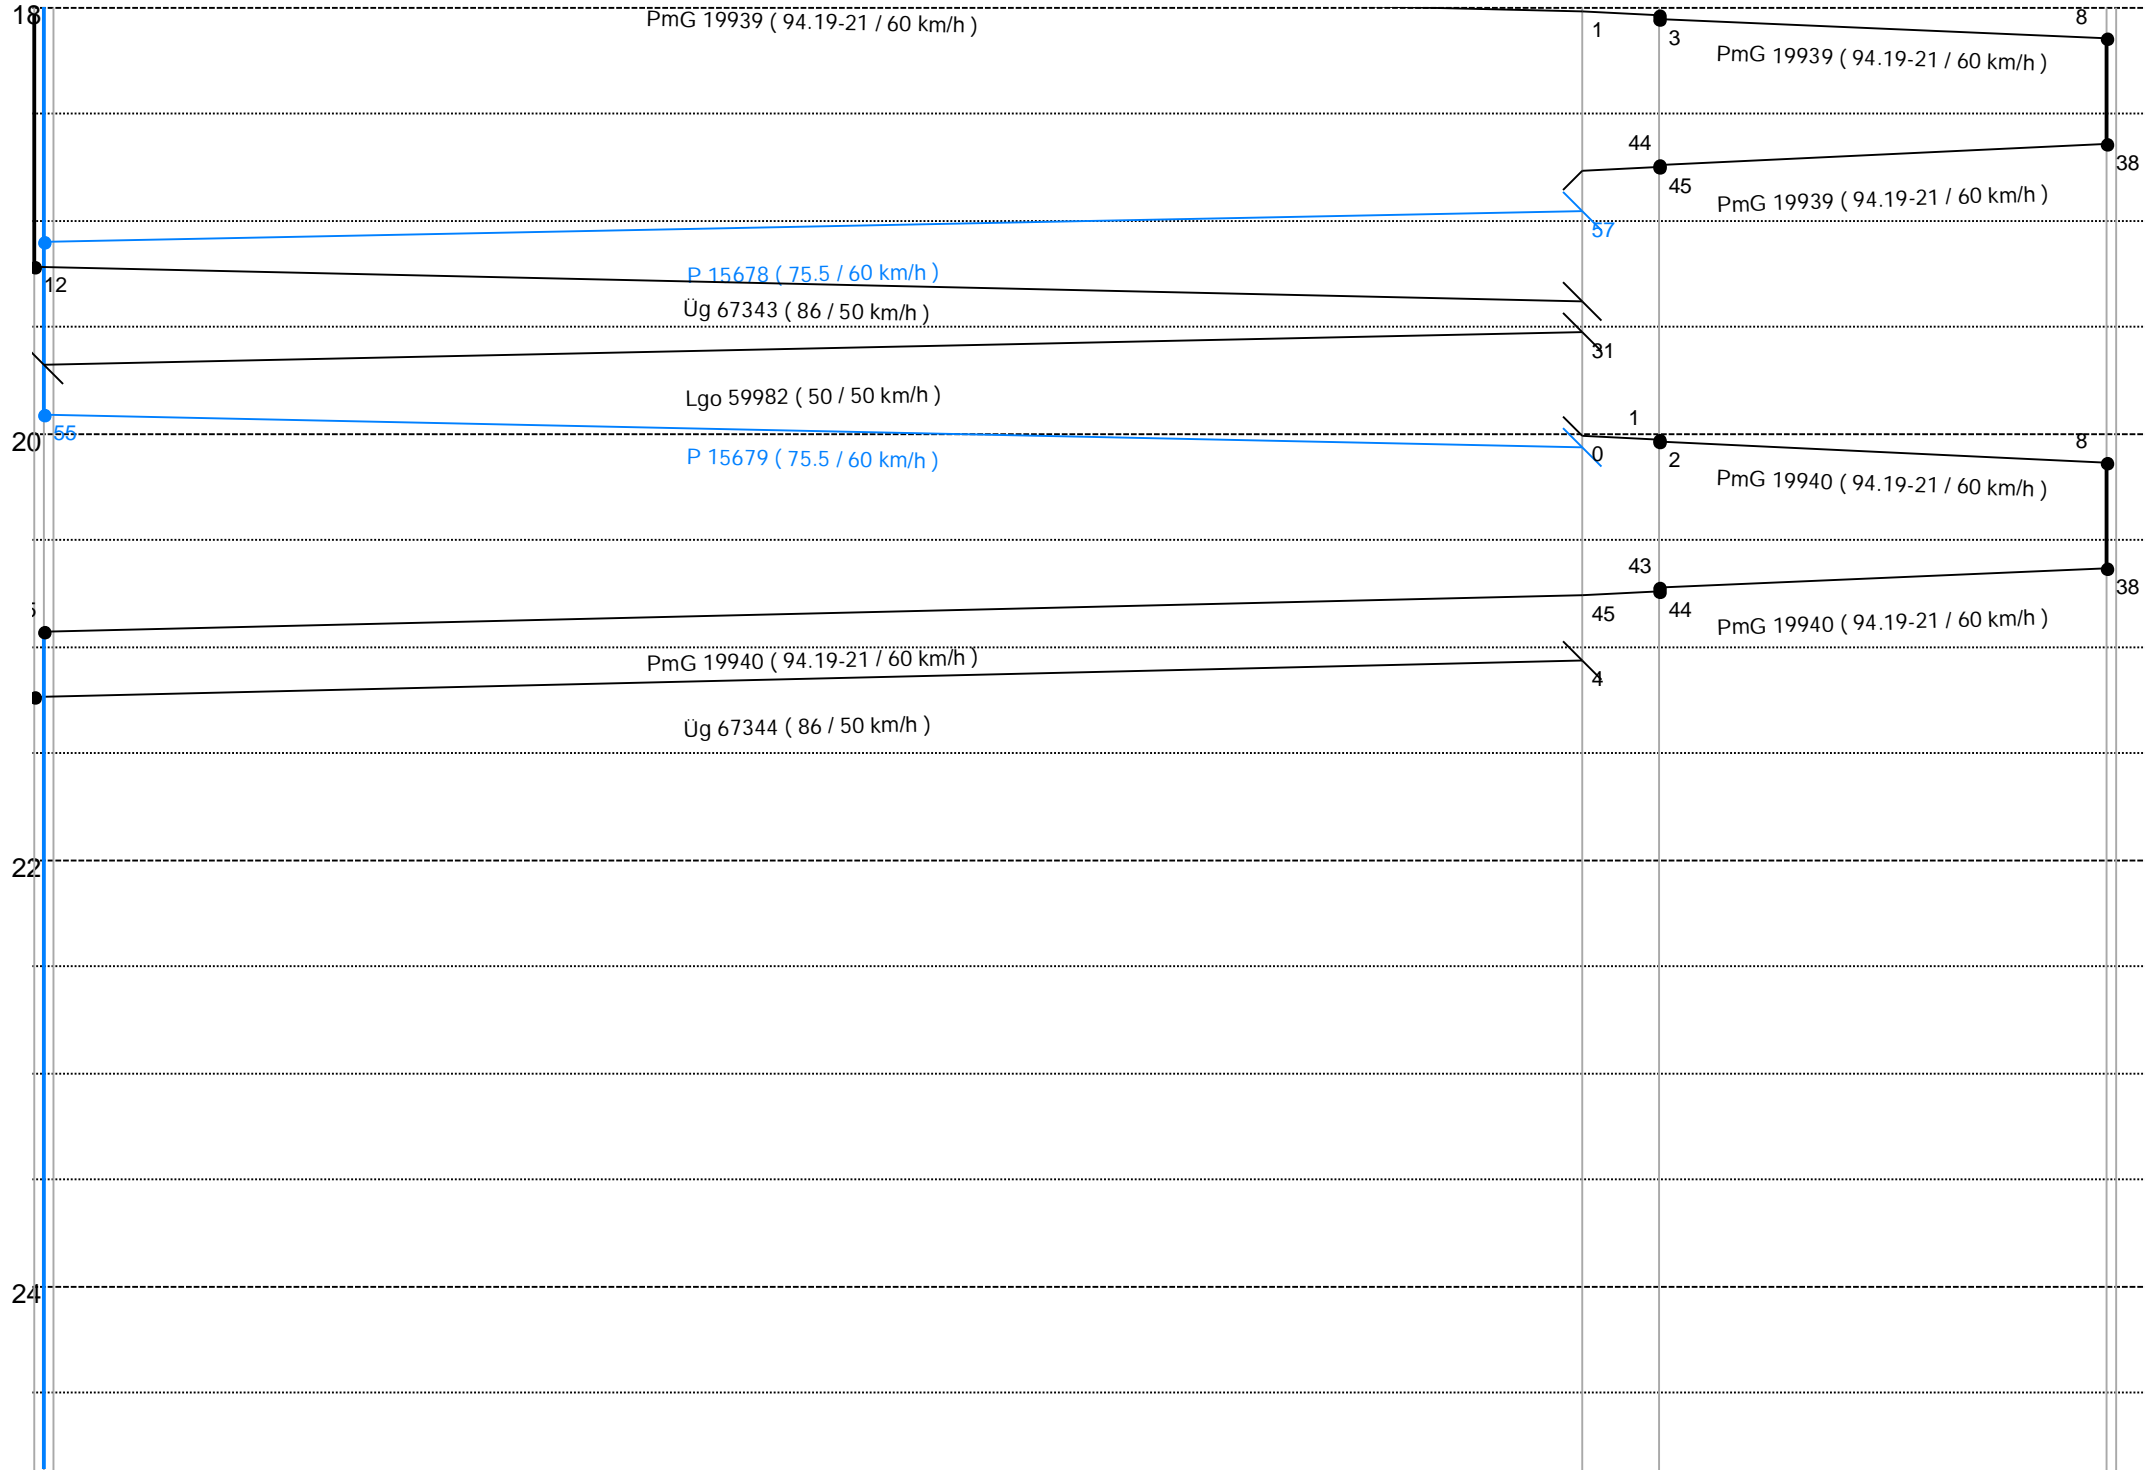 18
PmG 19939 ( 94.19-21 / 60 km/h )
1
3
8
PmG 19939 ( 94.19-21 / 60 km/h )
44
38
45
PmG 19939 ( 94.19-21 / 60 km/h )
57
12
P 15678 ( 75.5 / 60 km/h )
Üg 67343 ( 86 / 50 km/h )
31
Lgo 59982 ( 50 / 50 km/h )
1
20
55
8
P 15679 ( 75.5 / 60 km/h )
0
2
PmG 19940 ( 94.19-21 / 60 km/h )
43
38
45
44
PmG 19940 ( 94.19-21 / 60 km/h )
PmG 19940 ( 94.19-21 / 60 km/h )
4
Üg 67344 ( 86 / 50 km/h )
22
24